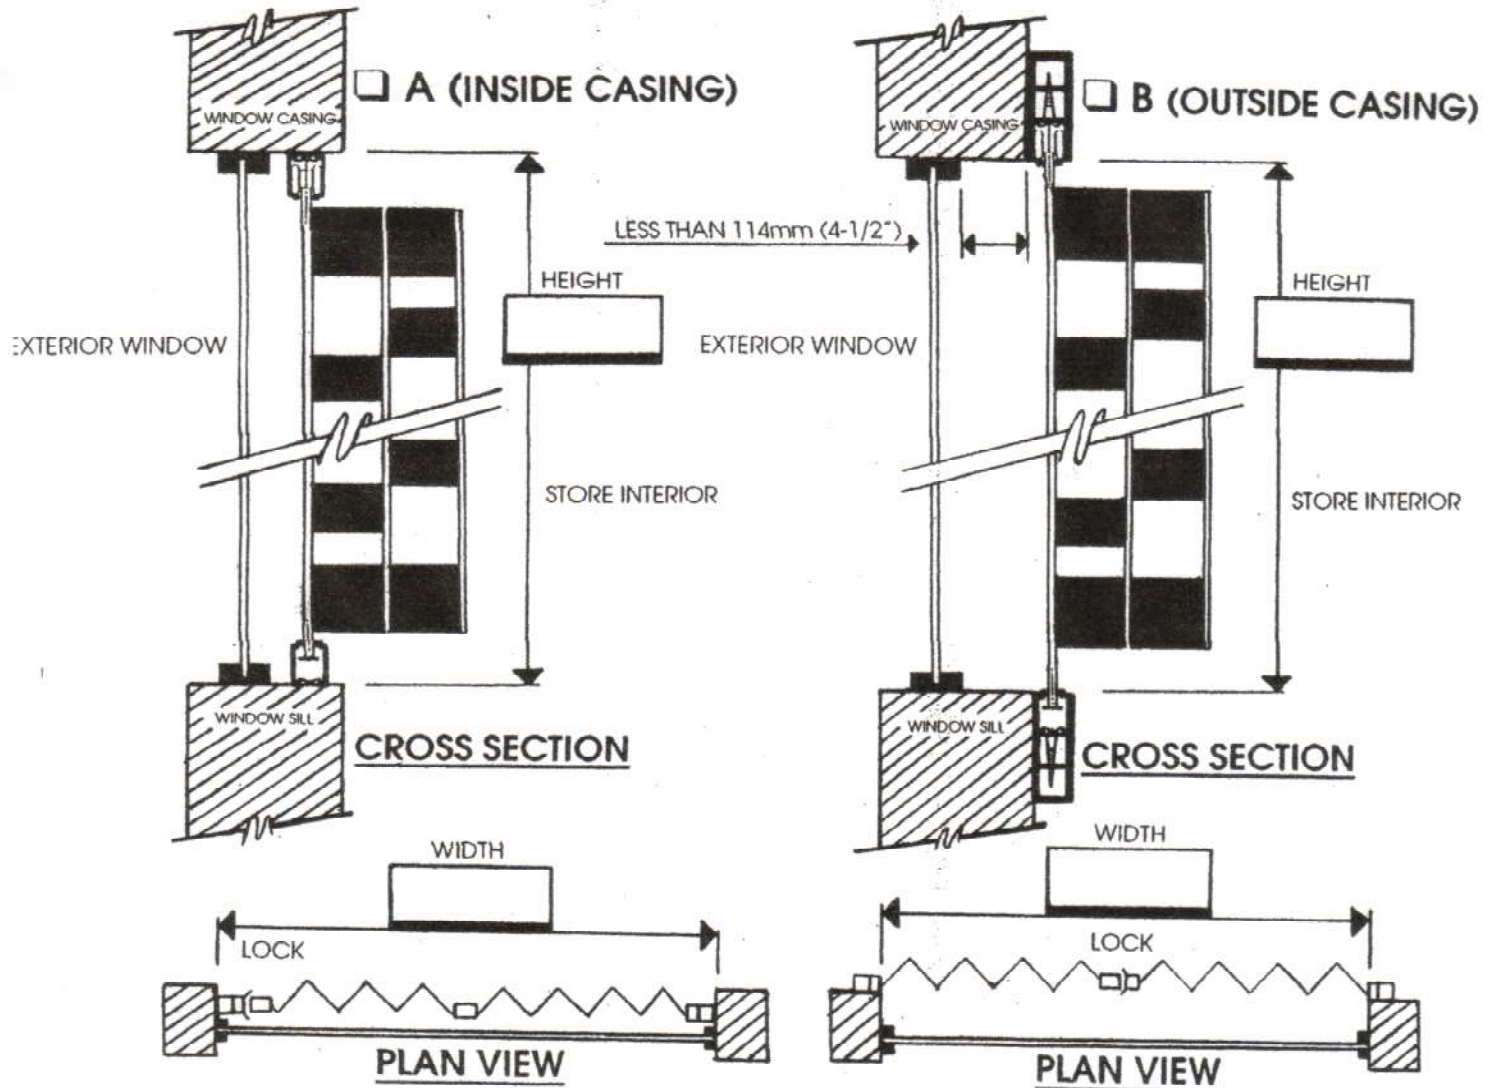 A (INSIDE CASING)
WINDOW CASING
HEIGHT
EXTERIOR WINDOW
STORE INTERIOR
WINDOW SILL
CROSS SECTION
WIDTH
LOCK
PLAN VIEW
B (OUTSIDE CASING)
WINDOW CASING
LESS THAN 114mm (4-1/2")
HEIGHT
EXTERIOR WINDOW
STORE INTERIOR
WINDOW SILL
CROSS SECTION
WIDTH
LOCK
PLAN VIEW